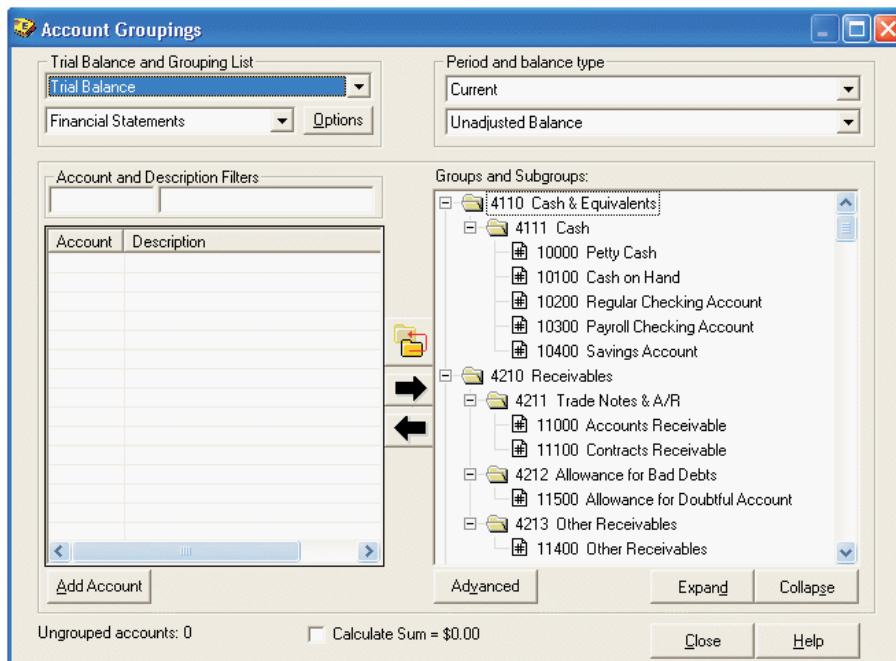 Account Groupings
Trial Balance and Grouping List
Trial Balance
Financial Statements
Options
Period and balance type
Current
Unadjusted Balance
Account and Description Filters
Account Description
Add Account
Groups and Subgroups:
4110 Cash & Equivalents
4111 Cash
10000 Petty Cash
10100 Cash on Hand
10200 Regular Checking Account
10300 Payroll Checking Account
10400 Savings Account
4210 Receivables
4211 Trade Notes & A/R
11000 Accounts Receivable
11100 Contracts Receivable
4212 Allowance for Bad Debts
11500 Allowance for Doubtful Account
4213 Other Receivables
11400 Other Receivables
Advanced
Expand
Collapse
Ungrouped accounts: 0
Calculate Sum = $0.00
Close
Help